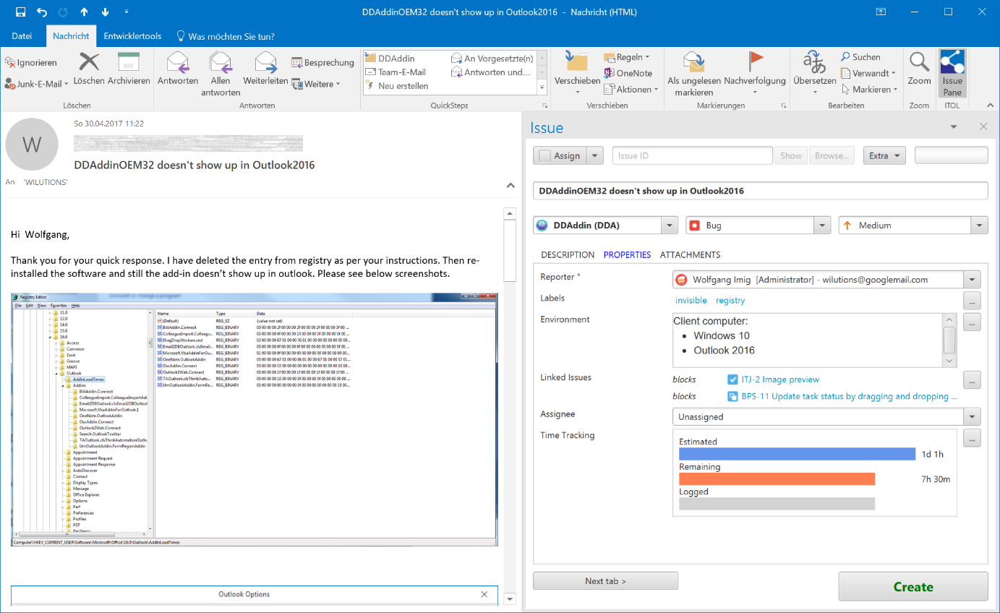 DDAddinOEM32 doesn't show up in Outlook2016 - Nachricht (HTML)
Datei Nachricht Entwicklertools Was möchten Sie tun?
Ignorieren
Junk-E-Mail
Löschen
Archivieren
Löschen
Antworten
Allen antworten
Weiterleiten
Besprechung
Weitere
Antworten
DDAddin
Team-E-Mail
Neu erstellen
An Vorgesetzte(n)
Antworten und...
QuickSteps
Verschieben
Regeln
OneNote
Aktionen
Verschieben
Als ungelesen markieren
Nachverfolgung
Markierungen
Übersetzen
Suchen
Verwandt
Markieren
Bearbeiten
Zoom
Zoom
Issue Pane
ITOL
W
So 30.04.2017 11:22
DDAddinOEM32 doesn't show up in Outlook2016
An 'WILUTIONS'
Hi Wolfgang,
Thank you for your quick response. I have deleted the entry from registry as per your instructions. Then re-
installed the software and still the add-in doesn't show up in outlook. Please see below screenshots.
Registry Editor
Uninstall or change a program
File Edit View Favorites Help
11.0
12.0
14.0
15.0
16.0
Access
Common
Excel
Groove
MAPI
Outlook
AddInLoadTimes
Addins
BWAddin.Connect
ColleagueImport.ColleagueImportAdd
Email2DBOutlook.clsEmail2DBOutlool
Microsoft.VbaAddinForOutlook.1
OneNote.OutlookAddin
OscAddin.Connect
Outlook2Web.Connect
Search.OutlookToolbar
TAOutlook.clsThinkAutomationOutlo
UmOutlookAddin.FormRegionAddin
Appointment
Appointment Request
Appointment Response
AutoDiscover
Contact
Display Types
Message
Office Explorer
Options
Perf
Preferences
Profiles
PST
Resiliency
Name Type Data
(Default) REG_SZ (value not set)
BWAddin.Connect REG_BINARY
ColleagueImport.Colleagu... REG_BINARY
DragDropWorkaround REG_BINARY
Email2DBOutlook.clsEmail... REG_BINARY
Microsoft.VbaAddinForOu... REG_BINARY
OneNote.OutlookAddin REG_BINARY
OscAddin.Connect REG_BINARY
Outlook2Web.Connect REG_BINARY
TAOutlook.clsThinkAuto... REG_BINARY
UmOutlookAddin.FormRe... REG_BINARY
Computer\HKEY_CURRENT_USER\Software\Microsoft\Office\16.0\Outlook\AddInLoadTimes
Outlook Options
Issue
Assign Issue ID Show Browse... Extra
DDAddinOEM32 doesn't show up in Outlook2016
DDAddin (DDA) Bug Medium
DESCRIPTION PROPERTIES ATTACHMENTS
Reporter * Wolfgang Imig [Administrator] - wilutions@googlemail.com
Labels invisible registry ...
Environment Client computer: ...
• Windows 10
• Outlook 2016
Linked Issues blocks ITJ-2 Image preview ...
blocks BPS-11 Update task status by dragging and dropping ...
Assignee Unassigned
Time Tracking ...
Estimated
1d 1h
Remaining
7h 30m
Logged
Next tab >
Create